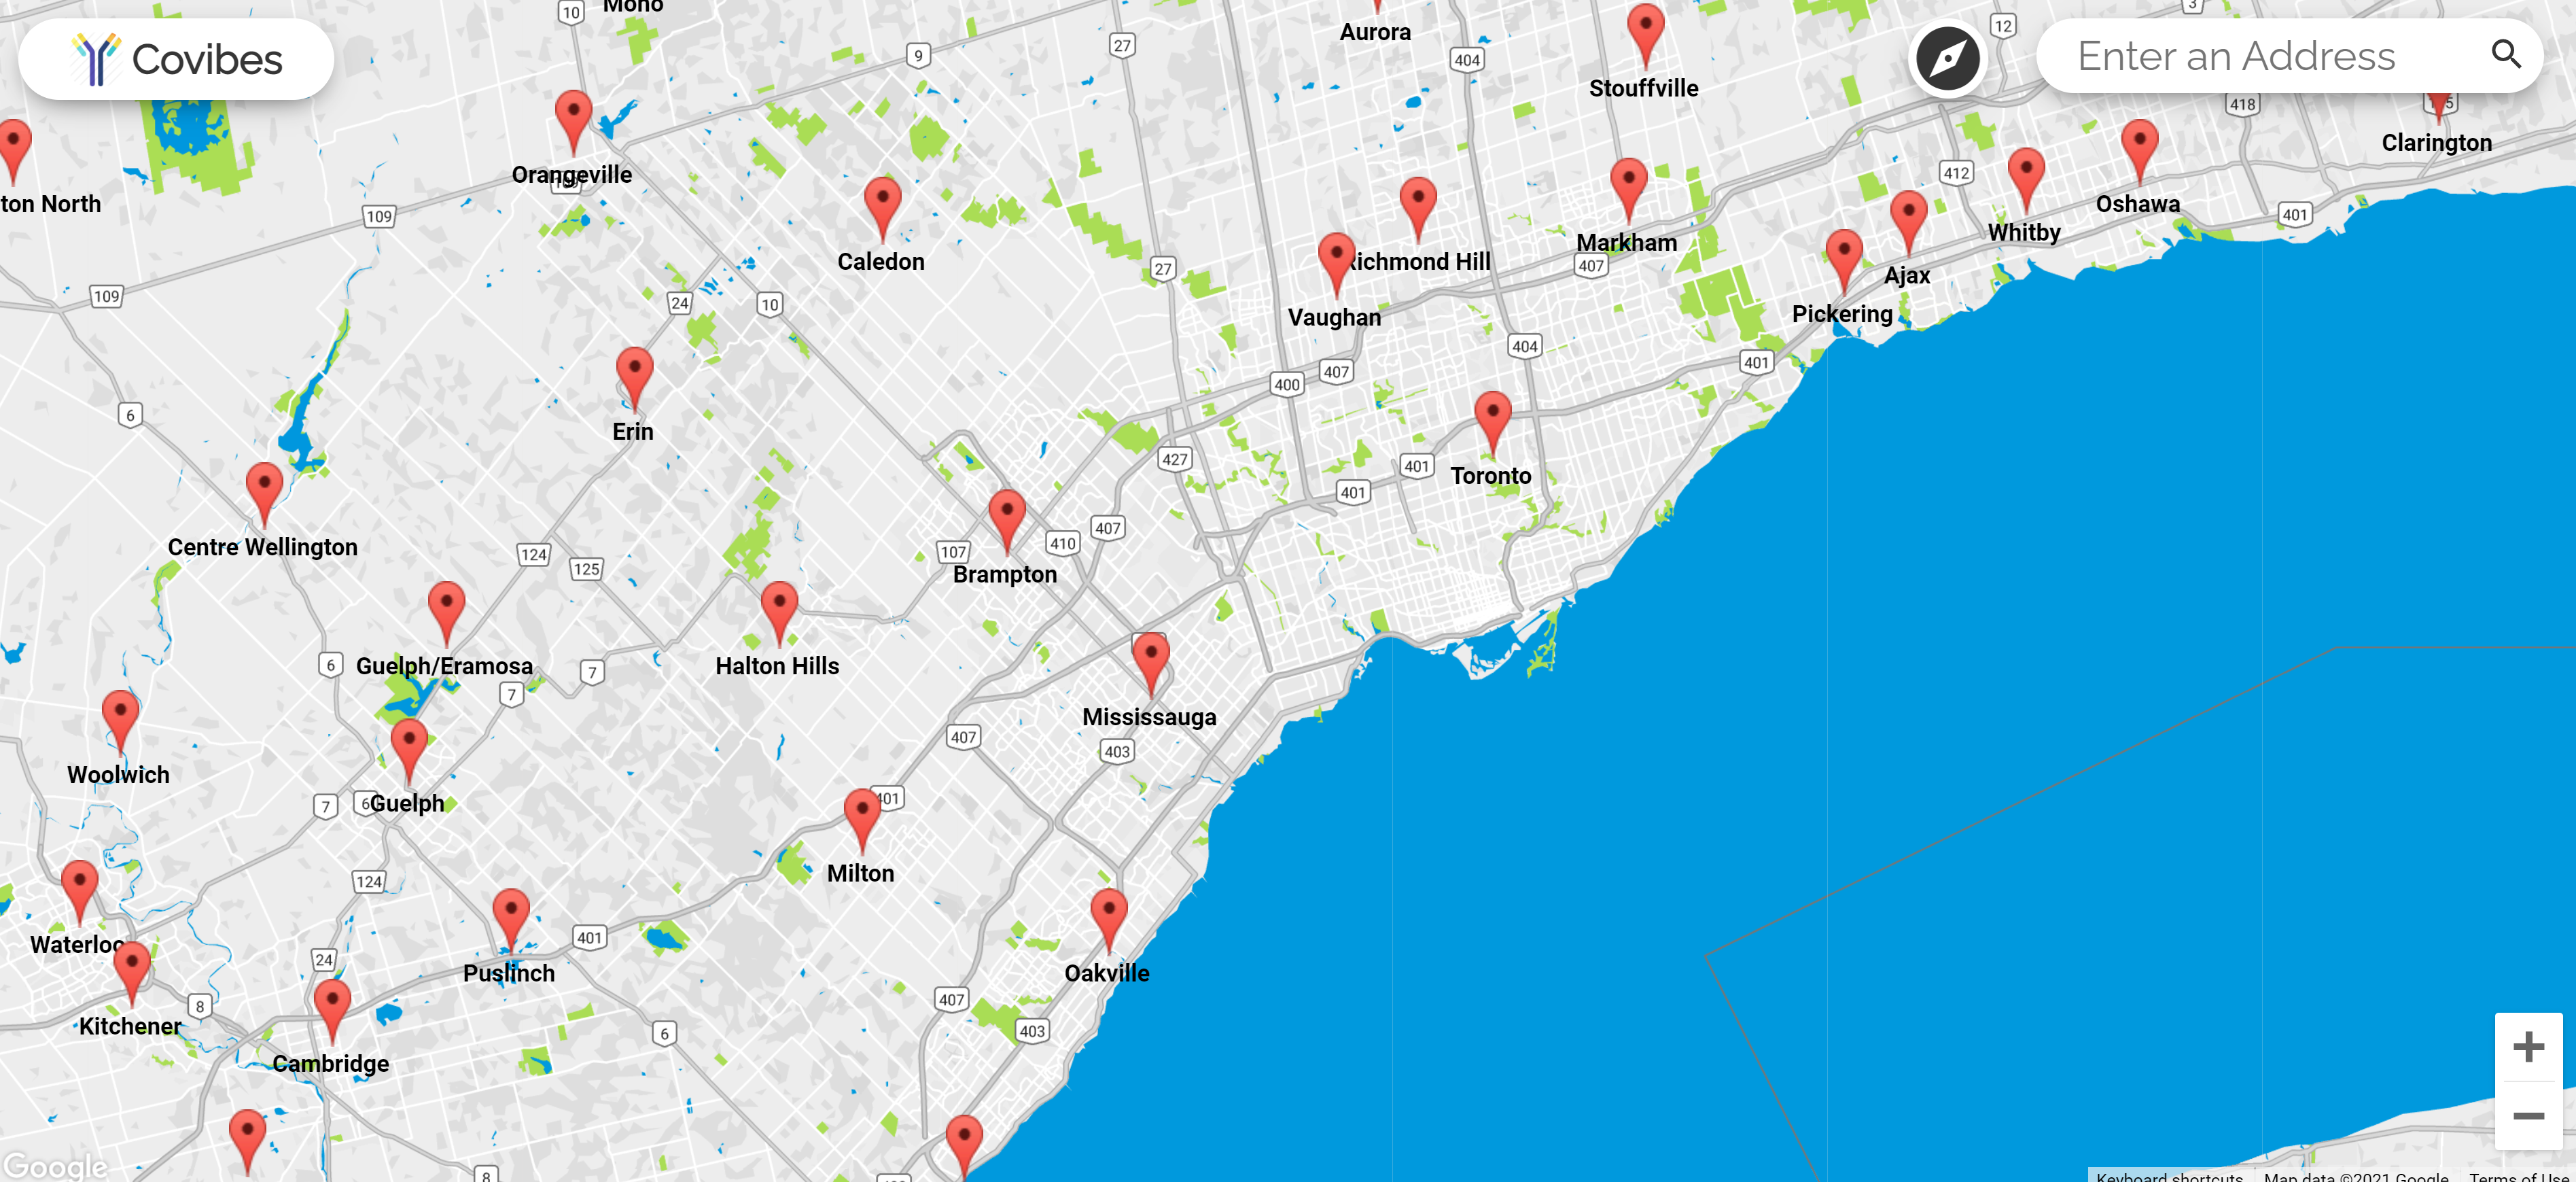 Mono
10
Covibes
9
27
Aurora
404
Stouffville
12
3
Enter an Address
418
Clarington
Orangeville
109
ton North
109
Caledon
Richmond Hill
Markham
407
412
Whitby
Oshawa
401
Ajax
Pickering
27
Vaughan
109
24
10
400
407
404
401
6
Erin
427
401
401
Toronto
Centre Wellington
124
125
107
Brampton
410
407
6
Guelph/Eramosa
7
7
Halton Hills
Mississauga
403
407
Woolwich
7
6
Guelph
401
Milton
124
Waterloo
24
401
Puslinch
Oakville
Kitchener
8
Cambridge
6
407
403
8
Google
Keyboard shortcuts
Map data ©2021 Google
Terms of Use